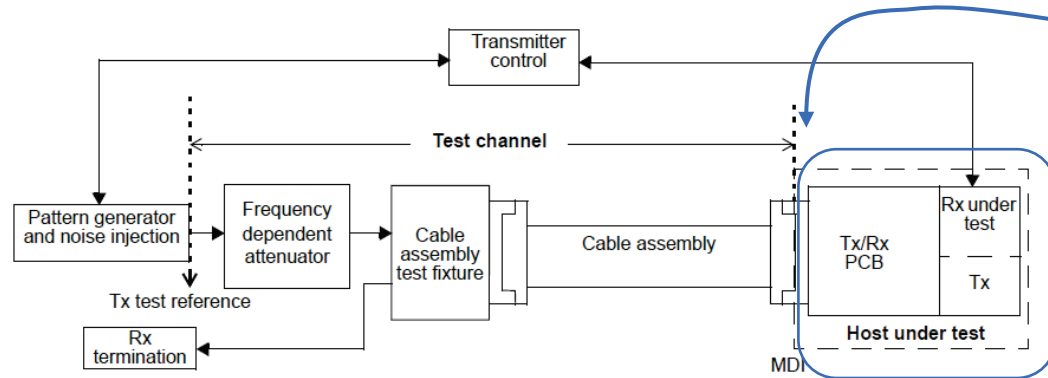 Transmitter
control
Test channel
Pattern generator
and noise injection
Frequency
dependent
attenuator
Cable
assembly
test fixture
Cable assembly
Tx/Rx
PCB
Rx under
test
Tx
Tx test reference
Rx
termination
Host under test
MDI